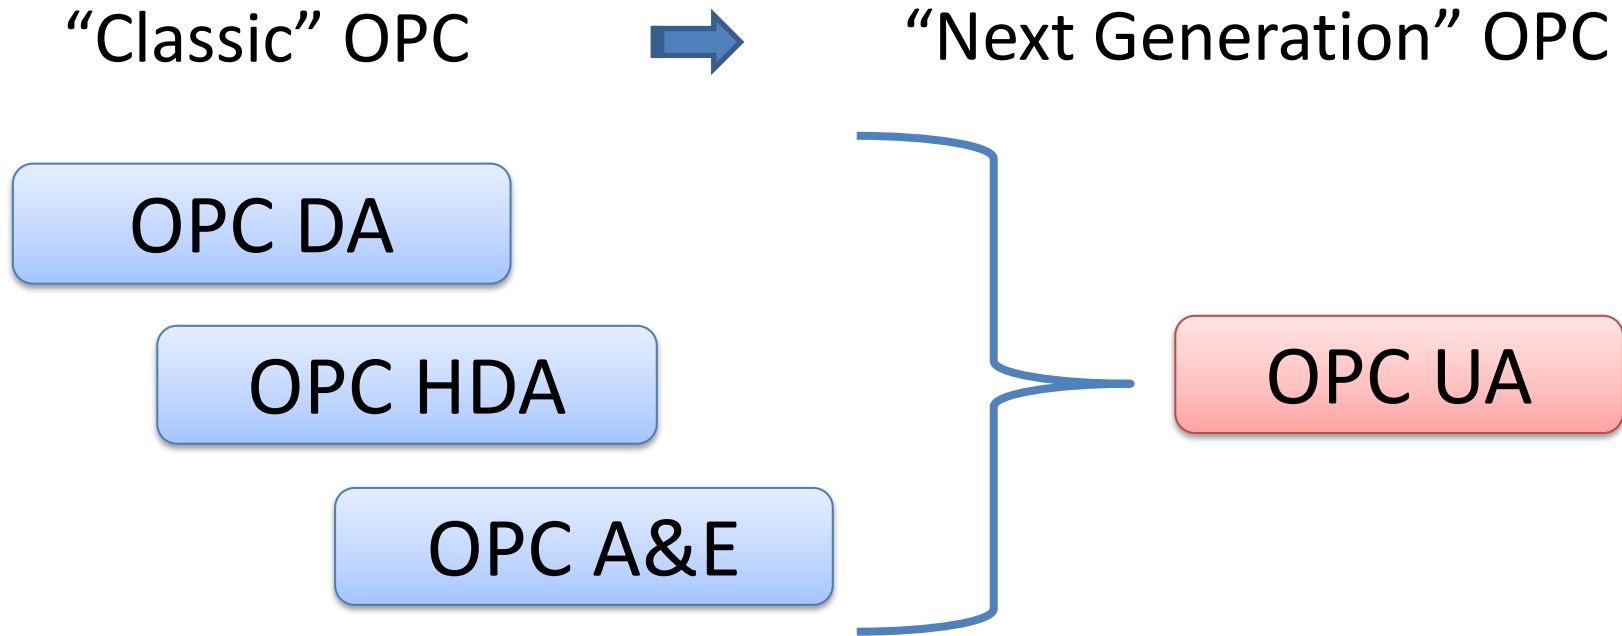 “Classic” OPC
“Next Generation” OPC
OPC DA
OPC HDA
OPC A&E
OPC UA